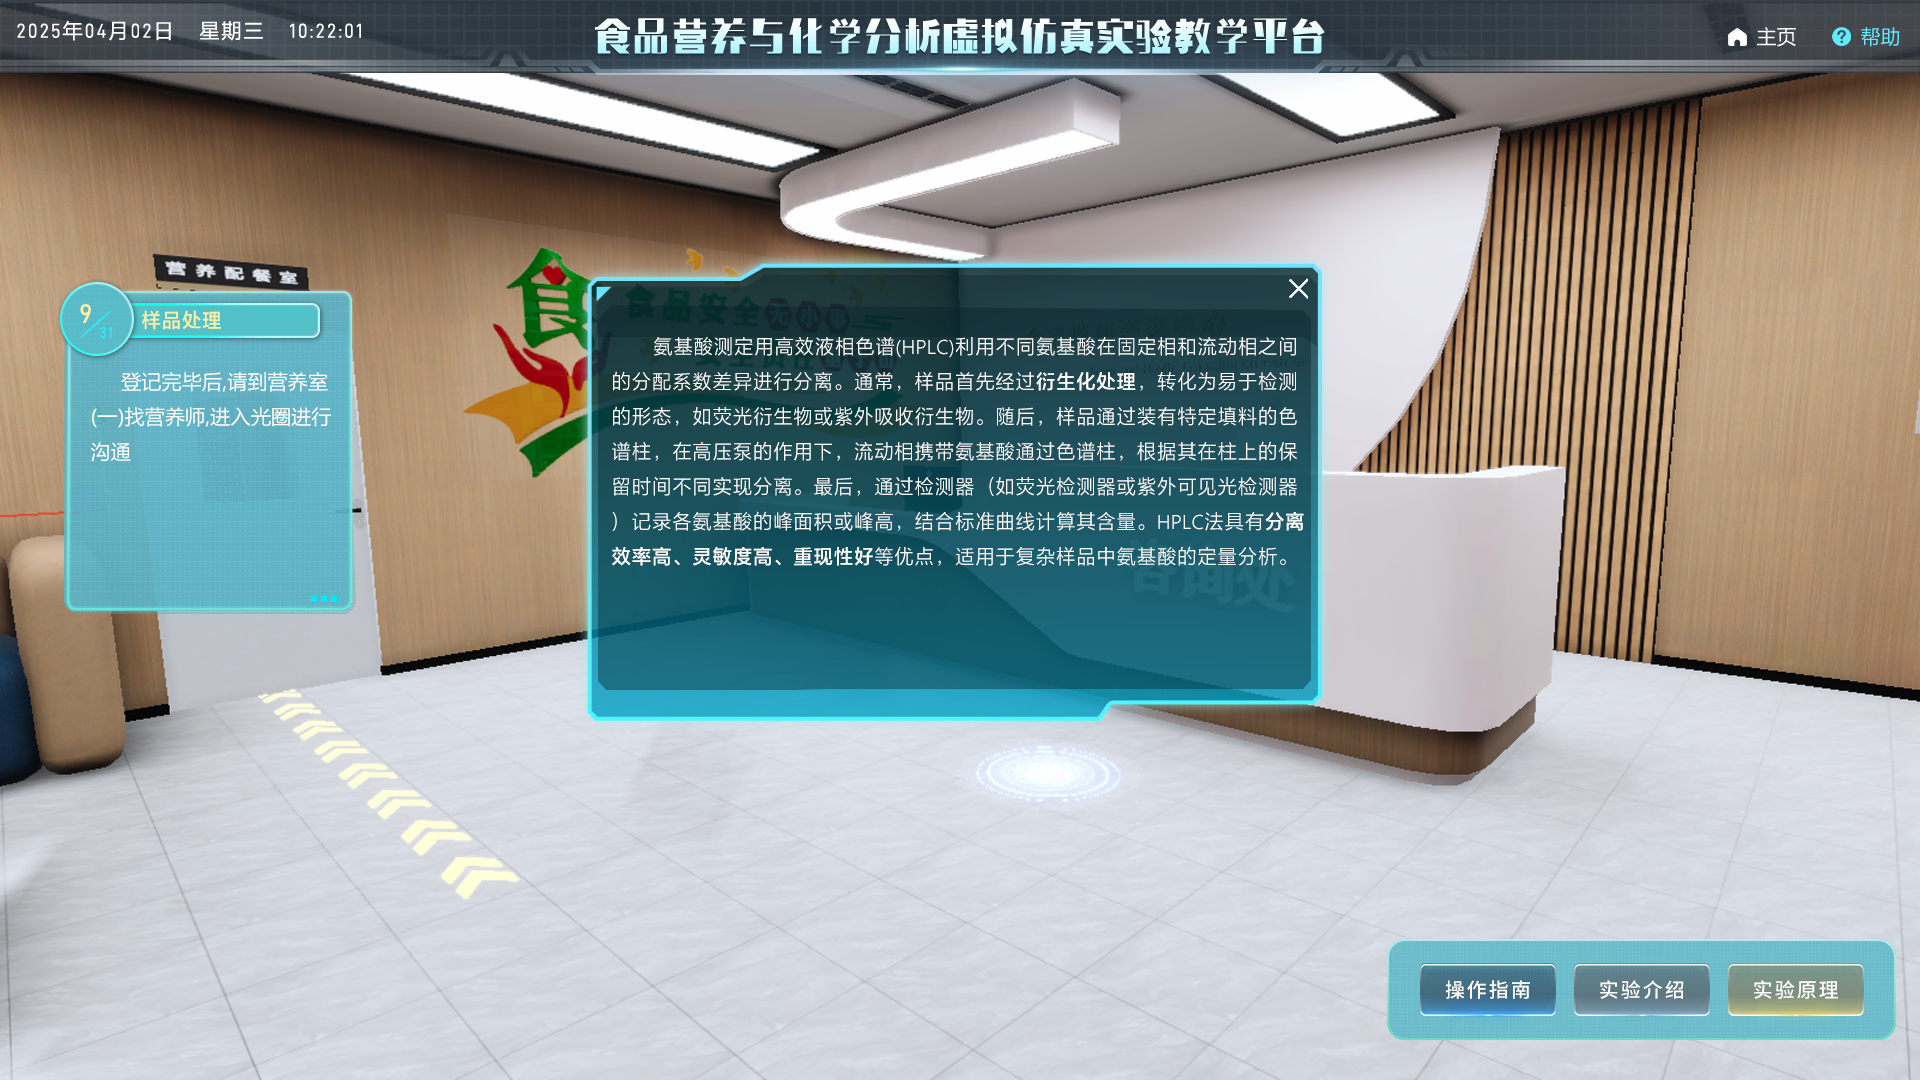 2025年04月02日 星期三 10:22:01
食品营养与化学分析虚拟仿真实验教学平台
主页
帮助
营养配餐室
9/31
样品处理
登记完毕后,请到营养室
(一)找营养师,进入光圈进行
沟通
食
食品安全无小事
氨基酸测定用高效液相色谱(HPLC)利用不同氨基酸在固定相和流动相之间
的分配系数差异进行分离。通常，样品首先经过衍生化处理，转化为易于检测
的形态，如荧光衍生物或紫外吸收衍生物。随后，样品通过装有特定填料的色
谱柱，在高压泵的作用下，流动相携带氨基酸通过色谱柱，根据其在柱上的保
留时间不同实现分离。最后，通过检测器（如荧光检测器或紫外可见光检测器
）记录各氨基酸的峰面积或峰高，结合标准曲线计算其含量。HPLC法具有分离
效率高、灵敏度高、重现性好等优点，适用于复杂样品中氨基酸的定量分析。
咨询处
操作指南
实验介绍
实验原理